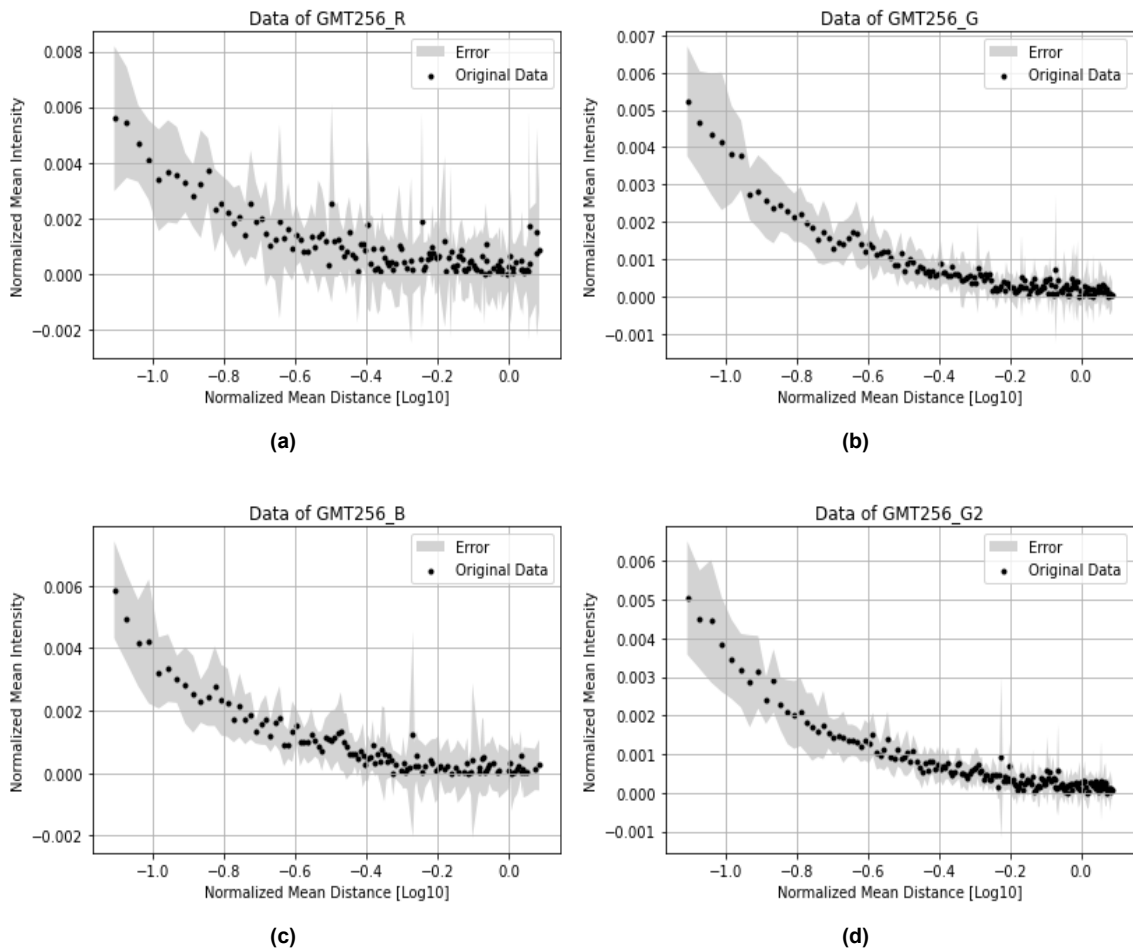 Data of GMT256_R
Error
Original Data
Normalized Mean Intensity
0.008
0.006
0.004
0.002
0.000
−0.002
−1.0 −0.8 −0.6 −0.4 −0.2 0.0
Normalized Mean Distance [Log10]
(a)
Data of GMT256_G
Error
Original Data
Normalized Mean Intensity
0.007
0.006
0.005
0.004
0.003
0.002
0.001
0.000
−0.001
−1.0 −0.8 −0.6 −0.4 −0.2 0.0
Normalized Mean Distance [Log10]
(b)
Data of GMT256_B
Error
Original Data
Normalized Mean Intensity
0.006
0.004
0.002
0.000
−0.002
−1.0 −0.8 −0.6 −0.4 −0.2 0.0
Normalized Mean Distance [Log10]
(c)
Data of GMT256_G2
Error
Original Data
Normalized Mean Intensity
0.006
0.005
0.004
0.003
0.002
0.001
0.000
−0.001
−1.0 −0.8 −0.6 −0.4 −0.2 0.0
Normalized Mean Distance [Log10]
(d)